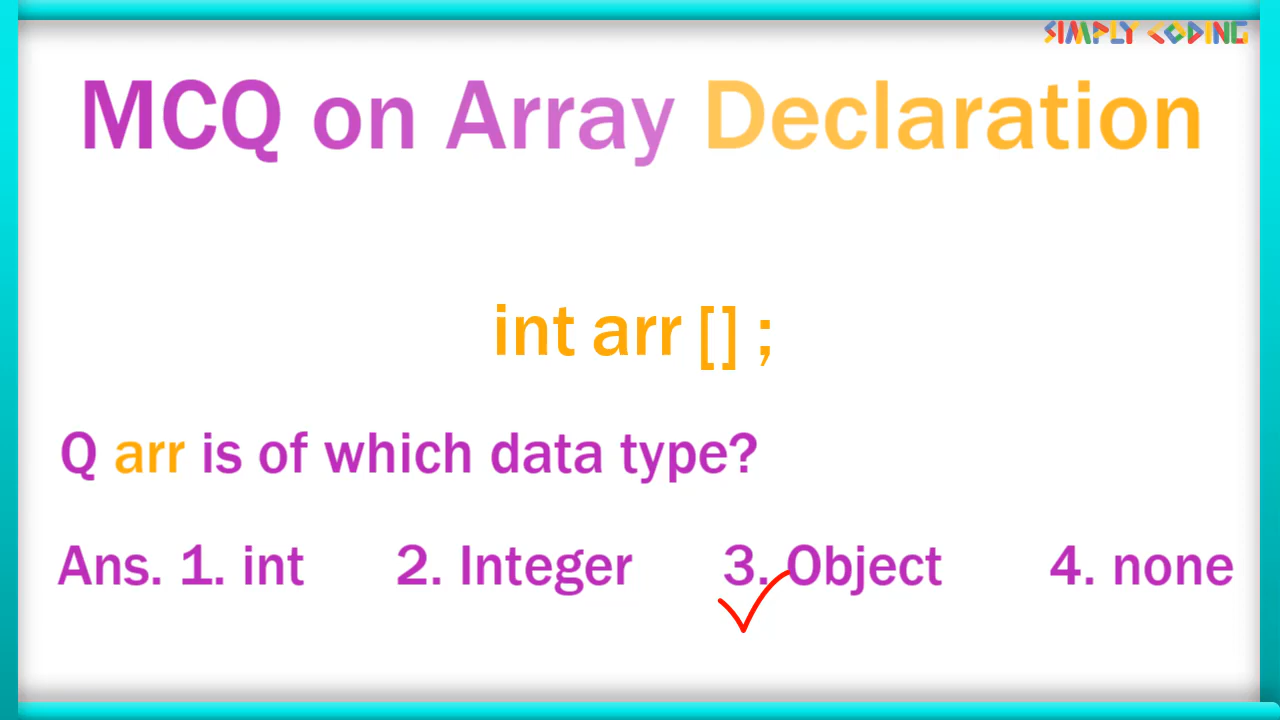 SIMPLY CODING
MCQ on Array Declaration
int arr [] ;
Q arr is of which data type?
Ans. 1. int 2. Integer 3. Object 4. none